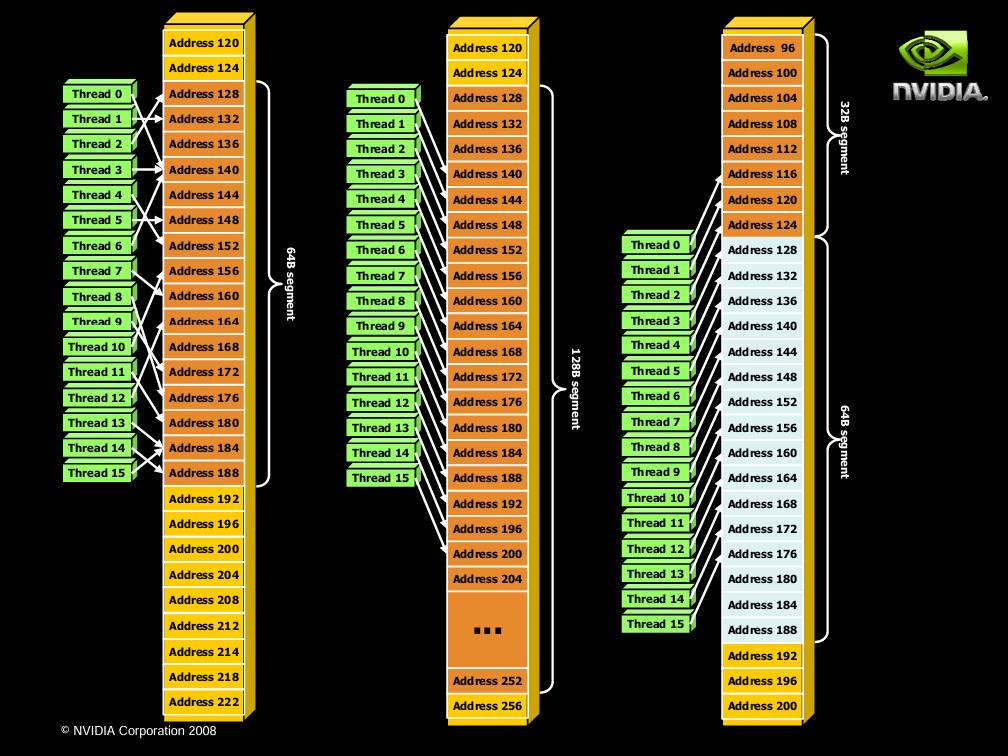 Address 120
Address 124
Address 128
Address 132
Address 136
Address 140
Address 144
Address 148
Address 152
Address 156
Address 160
Address 164
Address 168
Address 172
Address 176
Address 180
Address 184
Address 188
Address 192
Address 196
Address 200
Address 204
Address 208
Address 212
Address 214
Address 218
Address 222
Thread 0
Thread 1
Thread 2
Thread 3
Thread 4
Thread 5
Thread 6
Thread 7
Thread 8
Thread 9
Thread 10
Thread 11
Thread 12
Thread 13
Thread 14
Thread 15
64B segment
Address 120
Address 124
Address 128
Address 132
Address 136
Address 140
Address 144
Address 148
Address 152
Address 156
Address 160
Address 164
Address 168
Address 172
Address 176
Address 180
Address 184
Address 188
Address 192
Address 196
Address 200
Address 204
...
Address 252
Address 256
Thread 0
Thread 1
Thread 2
Thread 3
Thread 4
Thread 5
Thread 6
Thread 7
Thread 8
Thread 9
Thread 10
Thread 11
Thread 12
Thread 13
Thread 14
Thread 15
128B segment
Address 96
Address 100
Address 104
Address 108
Address 112
Address 116
Address 120
Address 124
Address 128
Address 132
Address 136
Address 140
Address 144
Address 148
Address 152
Address 156
Address 160
Address 164
Address 168
Address 172
Address 176
Address 180
Address 184
Address 188
Address 192
Address 196
Address 200
Thread 0
Thread 1
Thread 2
Thread 3
Thread 4
Thread 5
Thread 6
Thread 7
Thread 8
Thread 9
Thread 10
Thread 11
Thread 12
Thread 13
Thread 14
Thread 15
32B segment
64B segment
NVIDIA.
© NVIDIA Corporation 2008